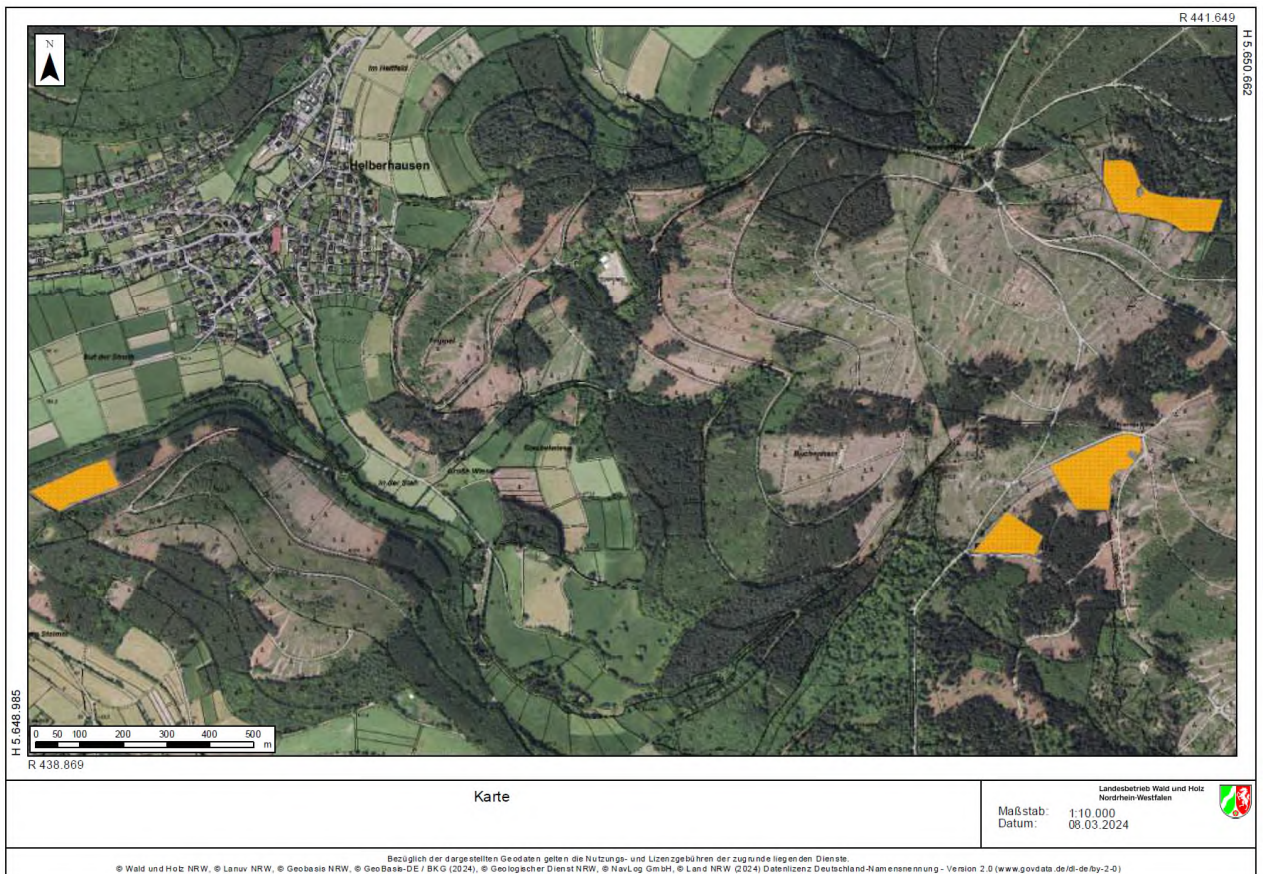 R 441.649
H 5.650.662
N
Im Heitfeld
Helberhausen
Auf der Struth
In der Stah
Große Wiese
Buchenhain
H 5.648.985
0 50 100 200 300 400 500
m
R 438.869
Karte
Landesbetrieb Wald und Holz
Nordrhein-Westfalen
Maßstab: 1:10.000
Datum: 08.03.2024
Bezüglich der dargestellten Geodaten gelten die Nutzungs- und Lizenzgebühren der zugrunde liegenden Dienste.
© Wald und Holz NRW, © Lanuv NRW, © Geobasis NRW, © GeoBasis-DE / BKG (2024), © Geologischer Dienst NRW, © NavLog GmbH, © Land NRW (2024) Datenlizenz Deutschland-Namensnennung - Version 2.0 (www.govdata.de/dl-de/by-2-0)